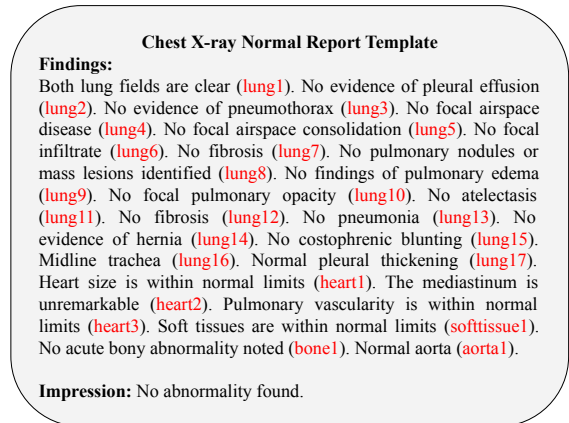 Chest X-ray Normal Report Template
Findings:
Both lung fields are clear (lung1). No evidence of pleural effusion
(lung2). No evidence of pneumothorax (lung3). No focal airspace
disease (lung4). No focal airspace consolidation (lung5). No focal
infiltrate (lung6). No fibrosis (lung7). No pulmonary nodules or
mass lesions identified (lung8). No findings of pulmonary edema
(lung9). No focal pulmonary opacity (lung10). No atelectasis
(lung11). No fibrosis (lung12). No pneumonia (lung13). No
evidence of hernia (lung14). No costophrenic blunting (lung15).
Midline trachea (lung16). Normal pleural thickening (lung17).
Heart size is within normal limits (heart1). The mediastinum is
unremarkable (heart2). Pulmonary vascularity is within normal
limits (heart3). Soft tissues are within normal limits (softtissue1).
No acute bony abnormality noted (bone1). Normal aorta (aorta1).
Impression: No abnormality found.